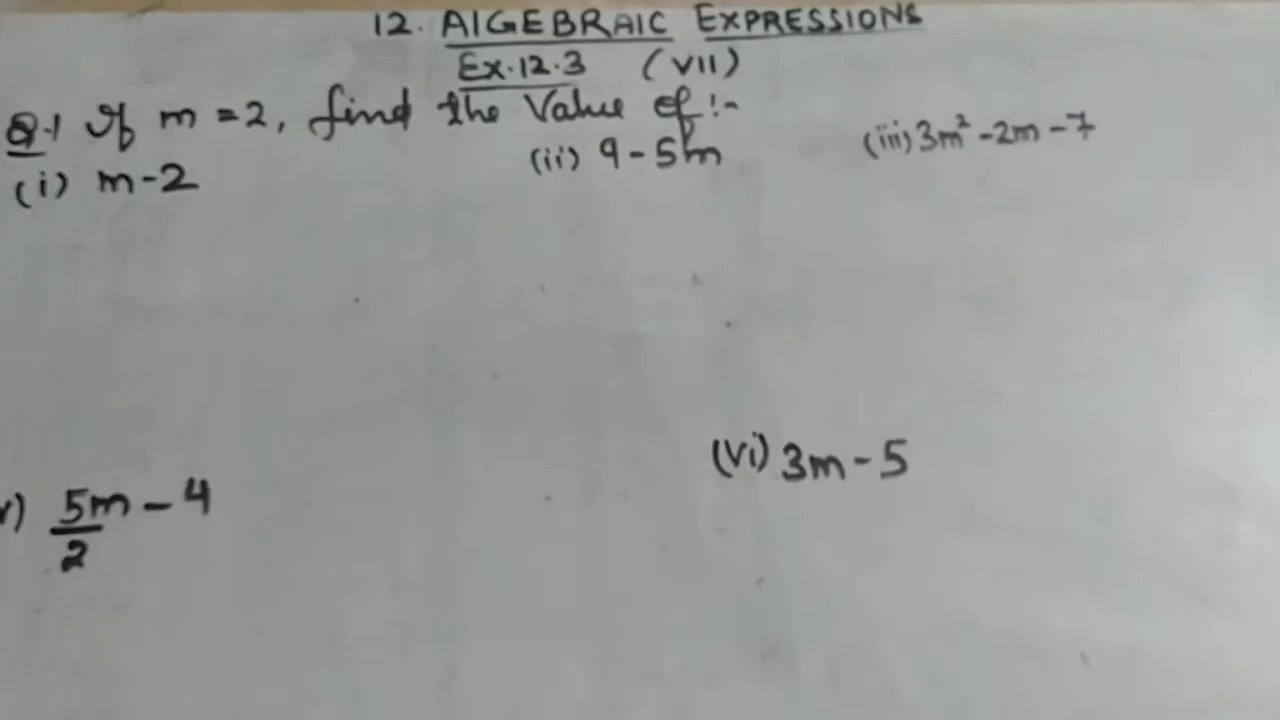 12. AlGEBRAIC EXPRESSIONS
Ex.12.3 (VII)
Q.1 If m = 2, find the Value of :-
(i) m-2 (ii) 9-5m (iii) 3m² -2m -7
v) 5m/2 - 4 (Vi) 3m - 5